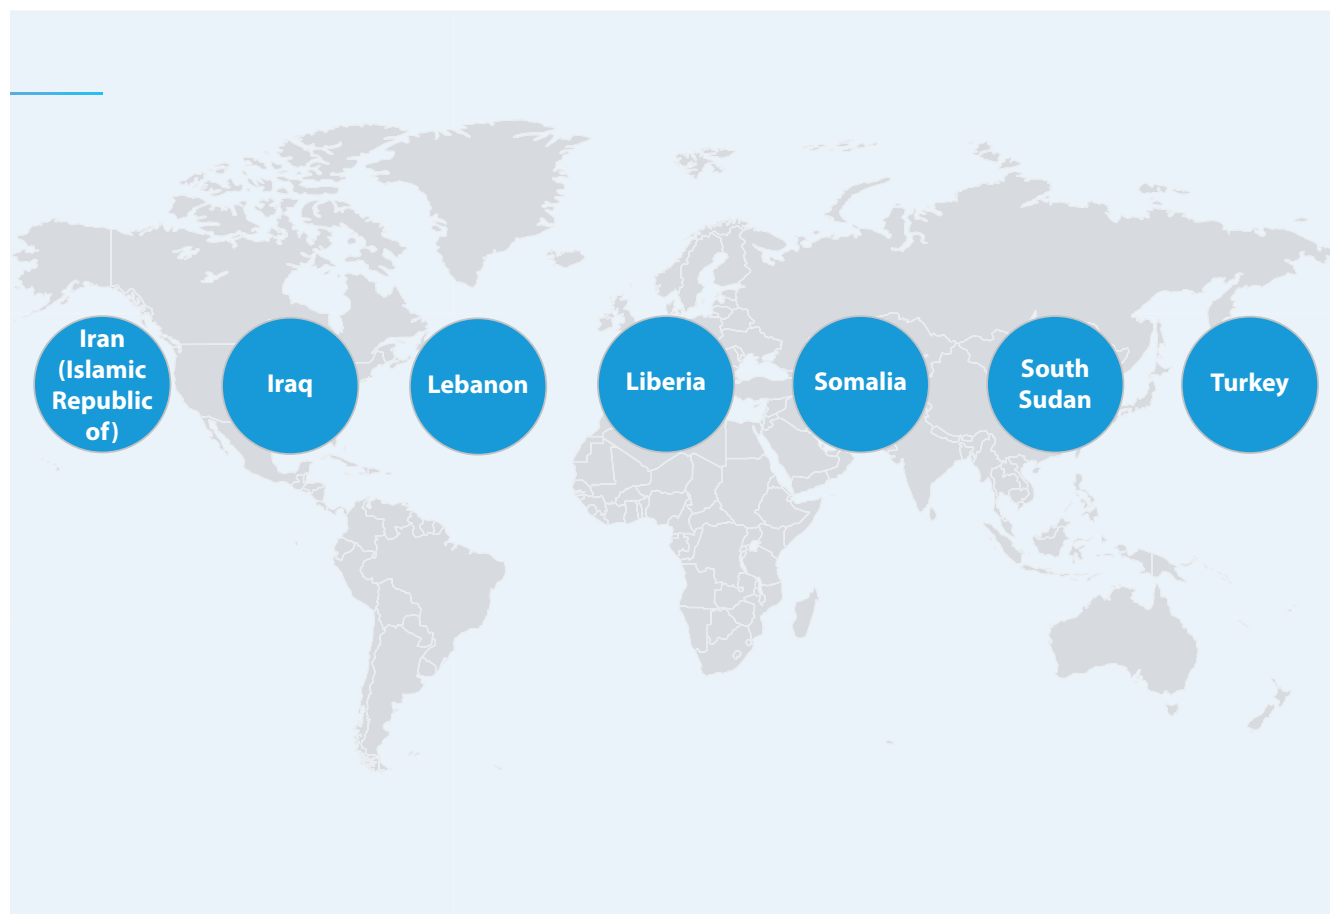 Iran
(Islamic
Republic
of)
Iraq
Lebanon
Liberia
Somalia
South
Sudan
Turkey